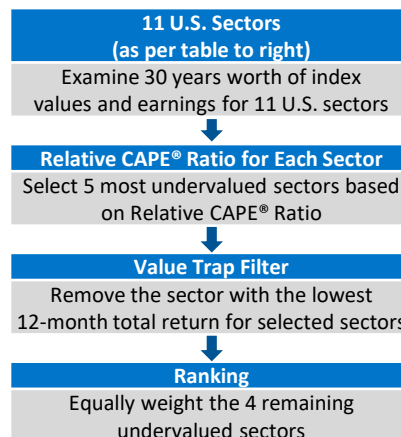 11 U.S. Sectors
(as per table to right)
Examine 30 years worth of index
values and earnings for 11 U.S. sectors
Relative CAPE® Ratio for Each Sector
Select 5 most undervalued sectors based
on Relative CAPE® Ratio
Value Trap Filter
Remove the sector with the lowest
12-month total return for selected sectors
Ranking
Equally weight the 4 remaining
undervalued sectors